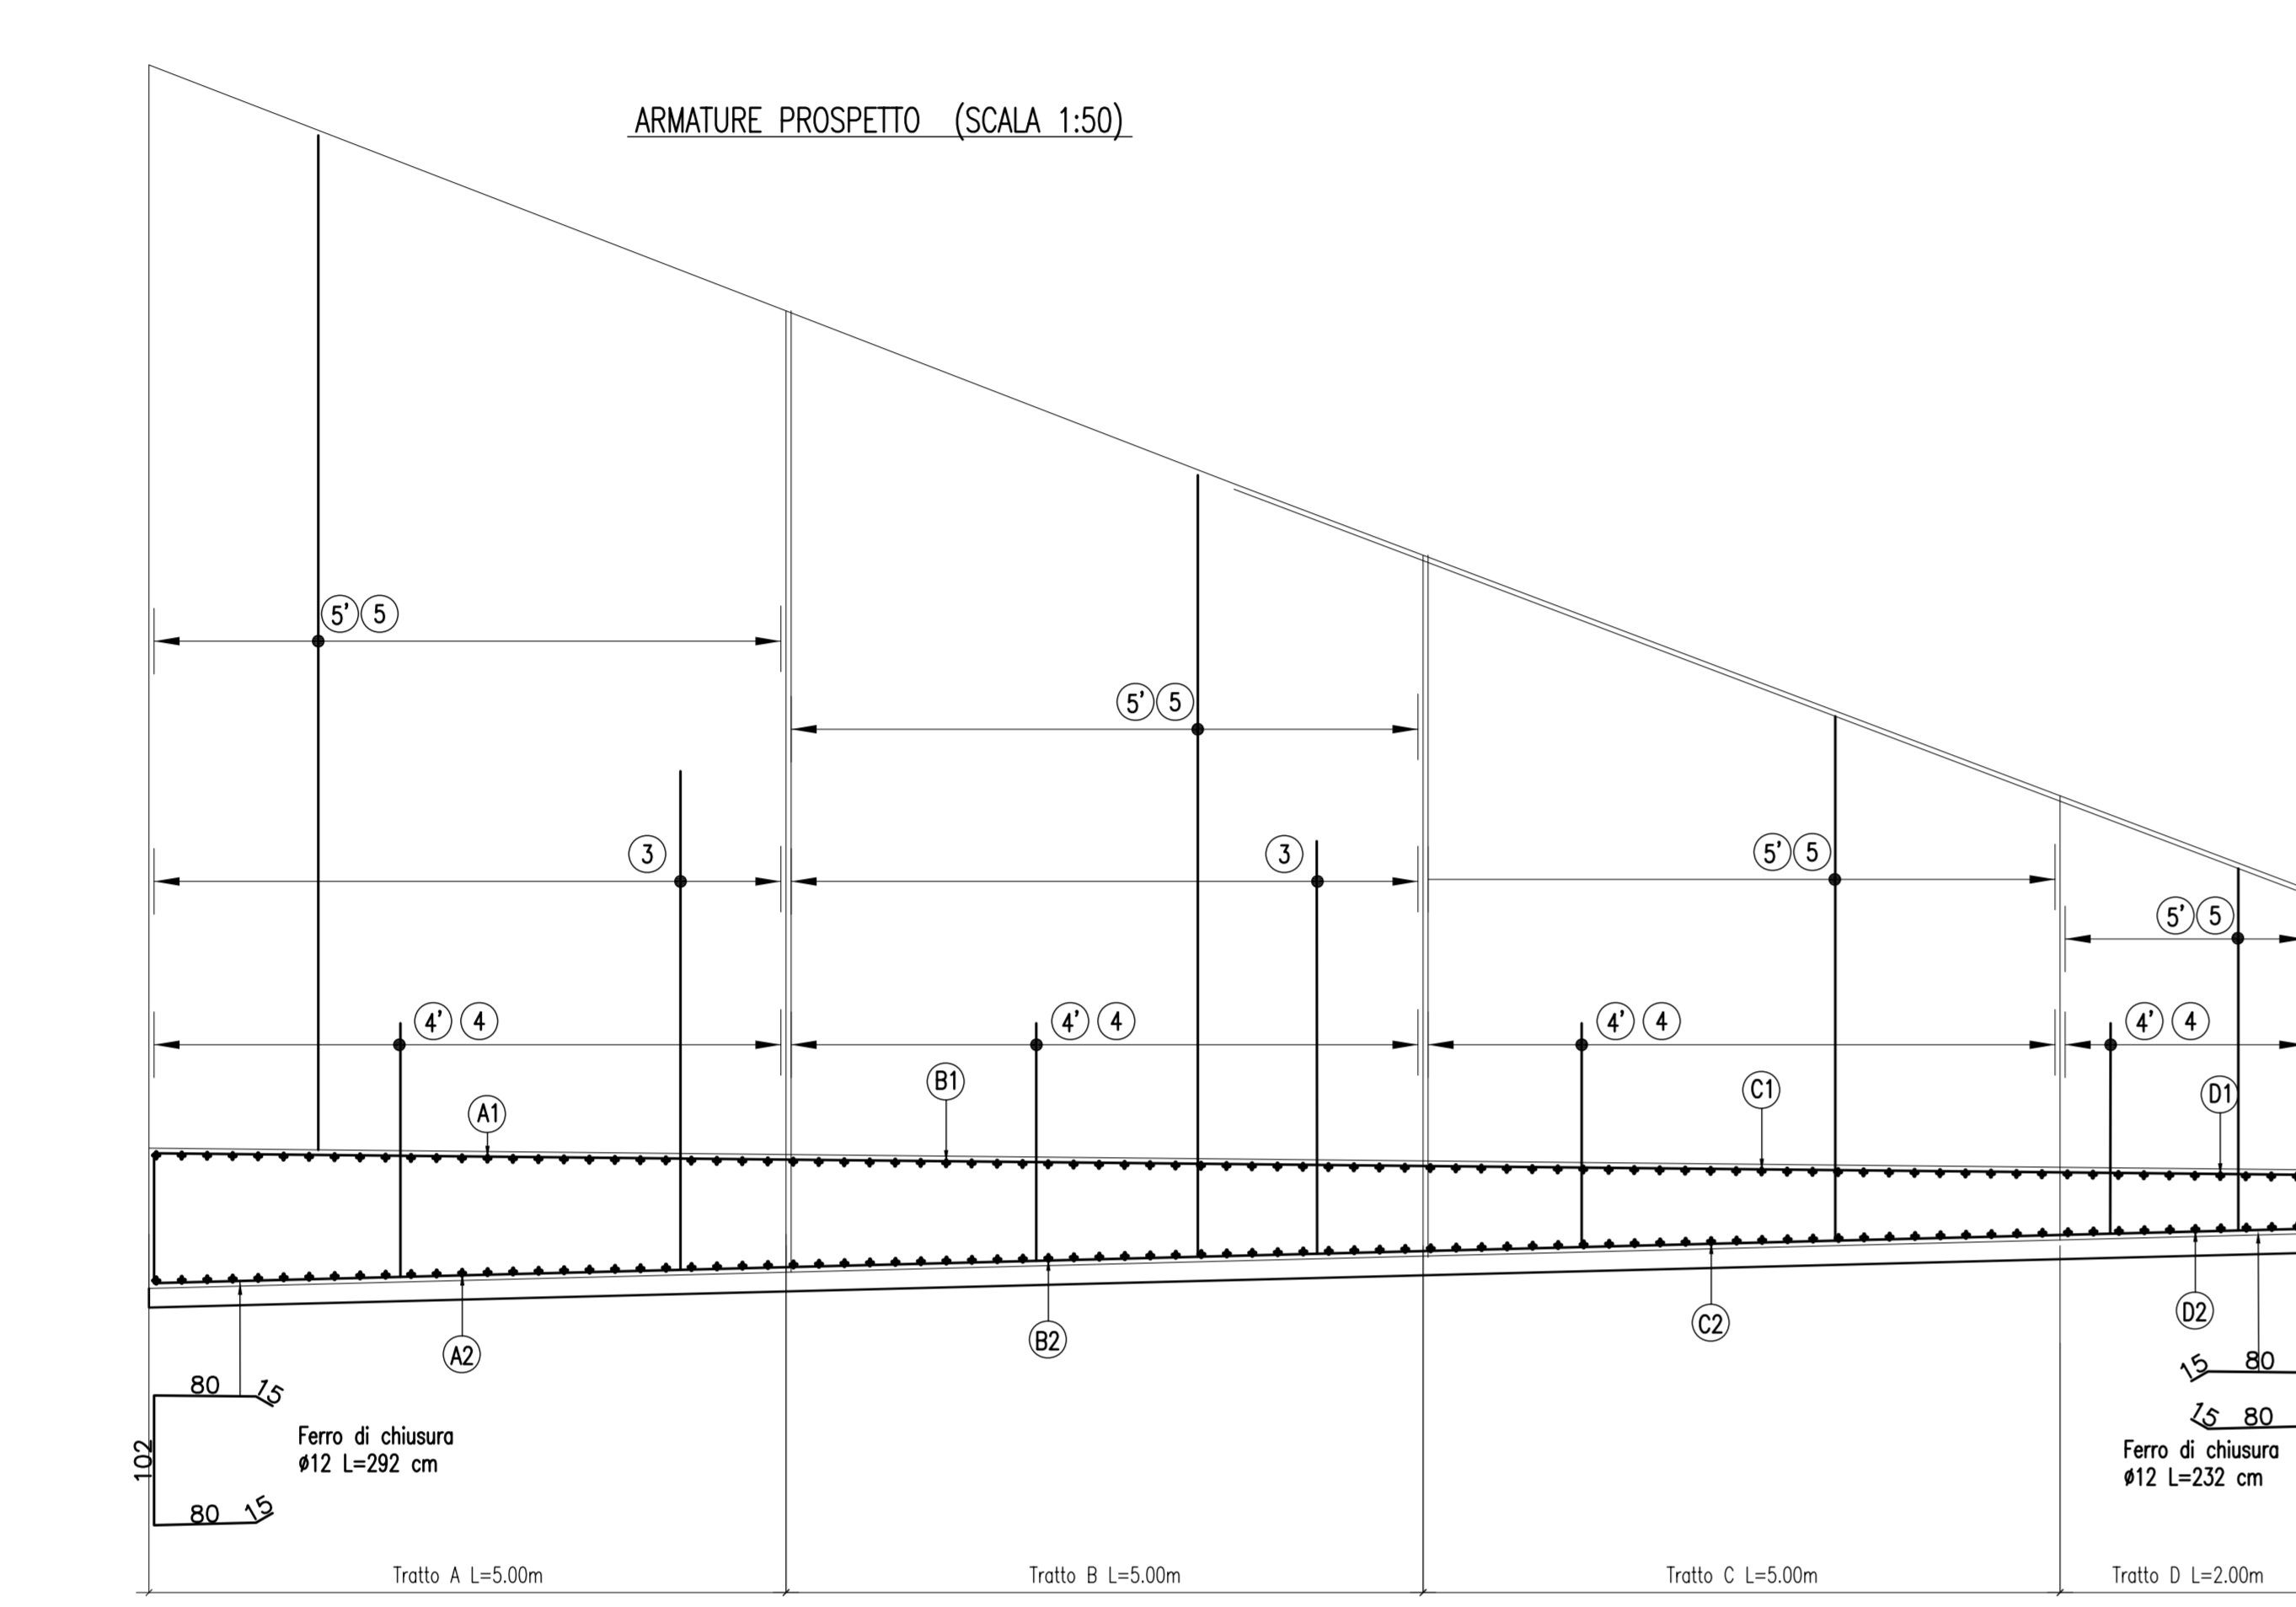 ARMATURE PROSPETTO (SCALA 1:50)
5' 5
5' 5
3
3
5' 5
5' 5
4' 4
4' 4
4' 4
4' 4
A1
B1
C1
D1
A2
B2
C2
D2
80 15
102
80 15
Ferro di chiusura
ø12 L=292 cm
15 80
15 80
Ferro di chiusura
ø12 L=232 cm
Tratto A L=5.00m
Tratto B L=5.00m
Tratto C L=5.00m
Tratto D L=2.00m